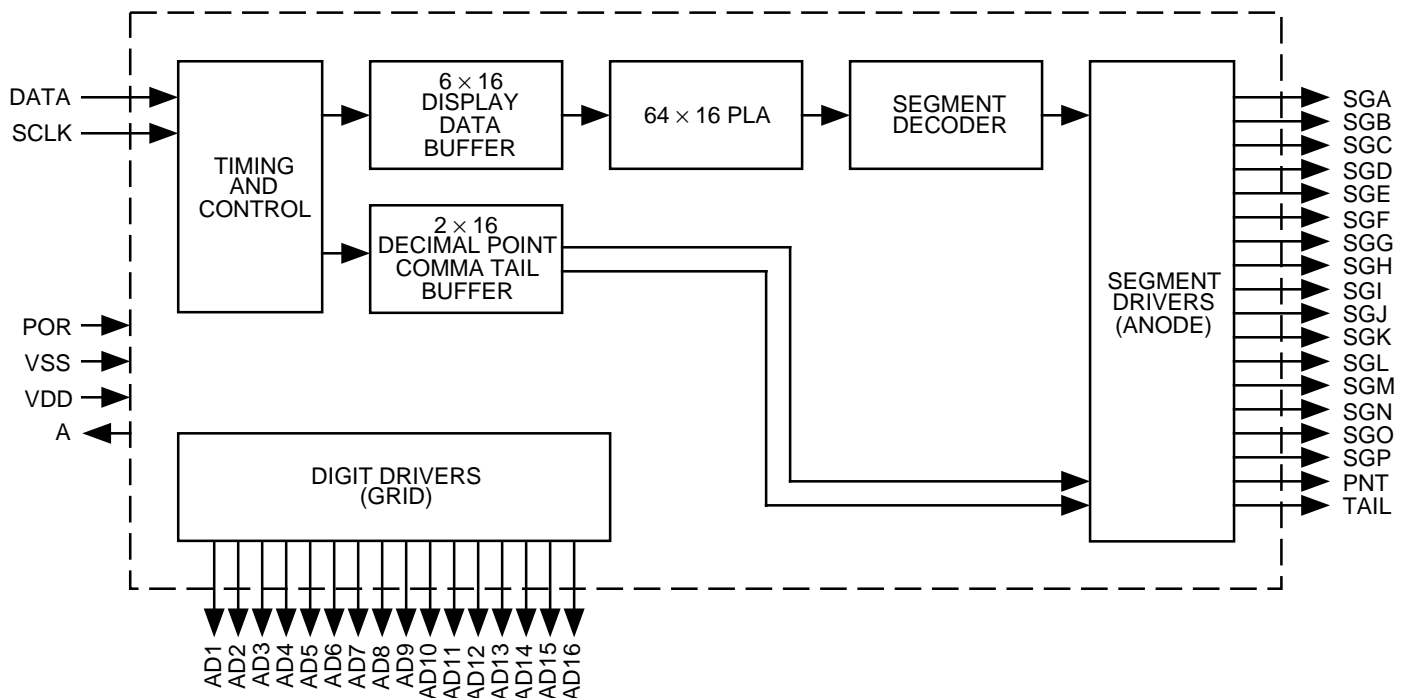 DATA
SCLK
POR
VSS
VDD
A
TIMING
AND
CONTROL
6 × 16
DISPLAY
DATA
BUFFER
64 × 16 PLA
SEGMENT
DECODER
2 × 16
DECIMAL POINT
COMMA TAIL
BUFFER
SEGMENT
DRIVERS
(ANODE)
SGA
SGB
SGC
SGD
SGE
SGF
SGG
SGH
SGI
SGJ
SGK
SGL
SGM
SGN
SGO
SGP
PNT
TAIL
DIGIT DRIVERS
(GRID)
AD1
AD2
AD3
AD4
AD5
AD6
AD7
AD8
AD9
AD10
AD11
AD12
AD13
AD14
AD15
AD16